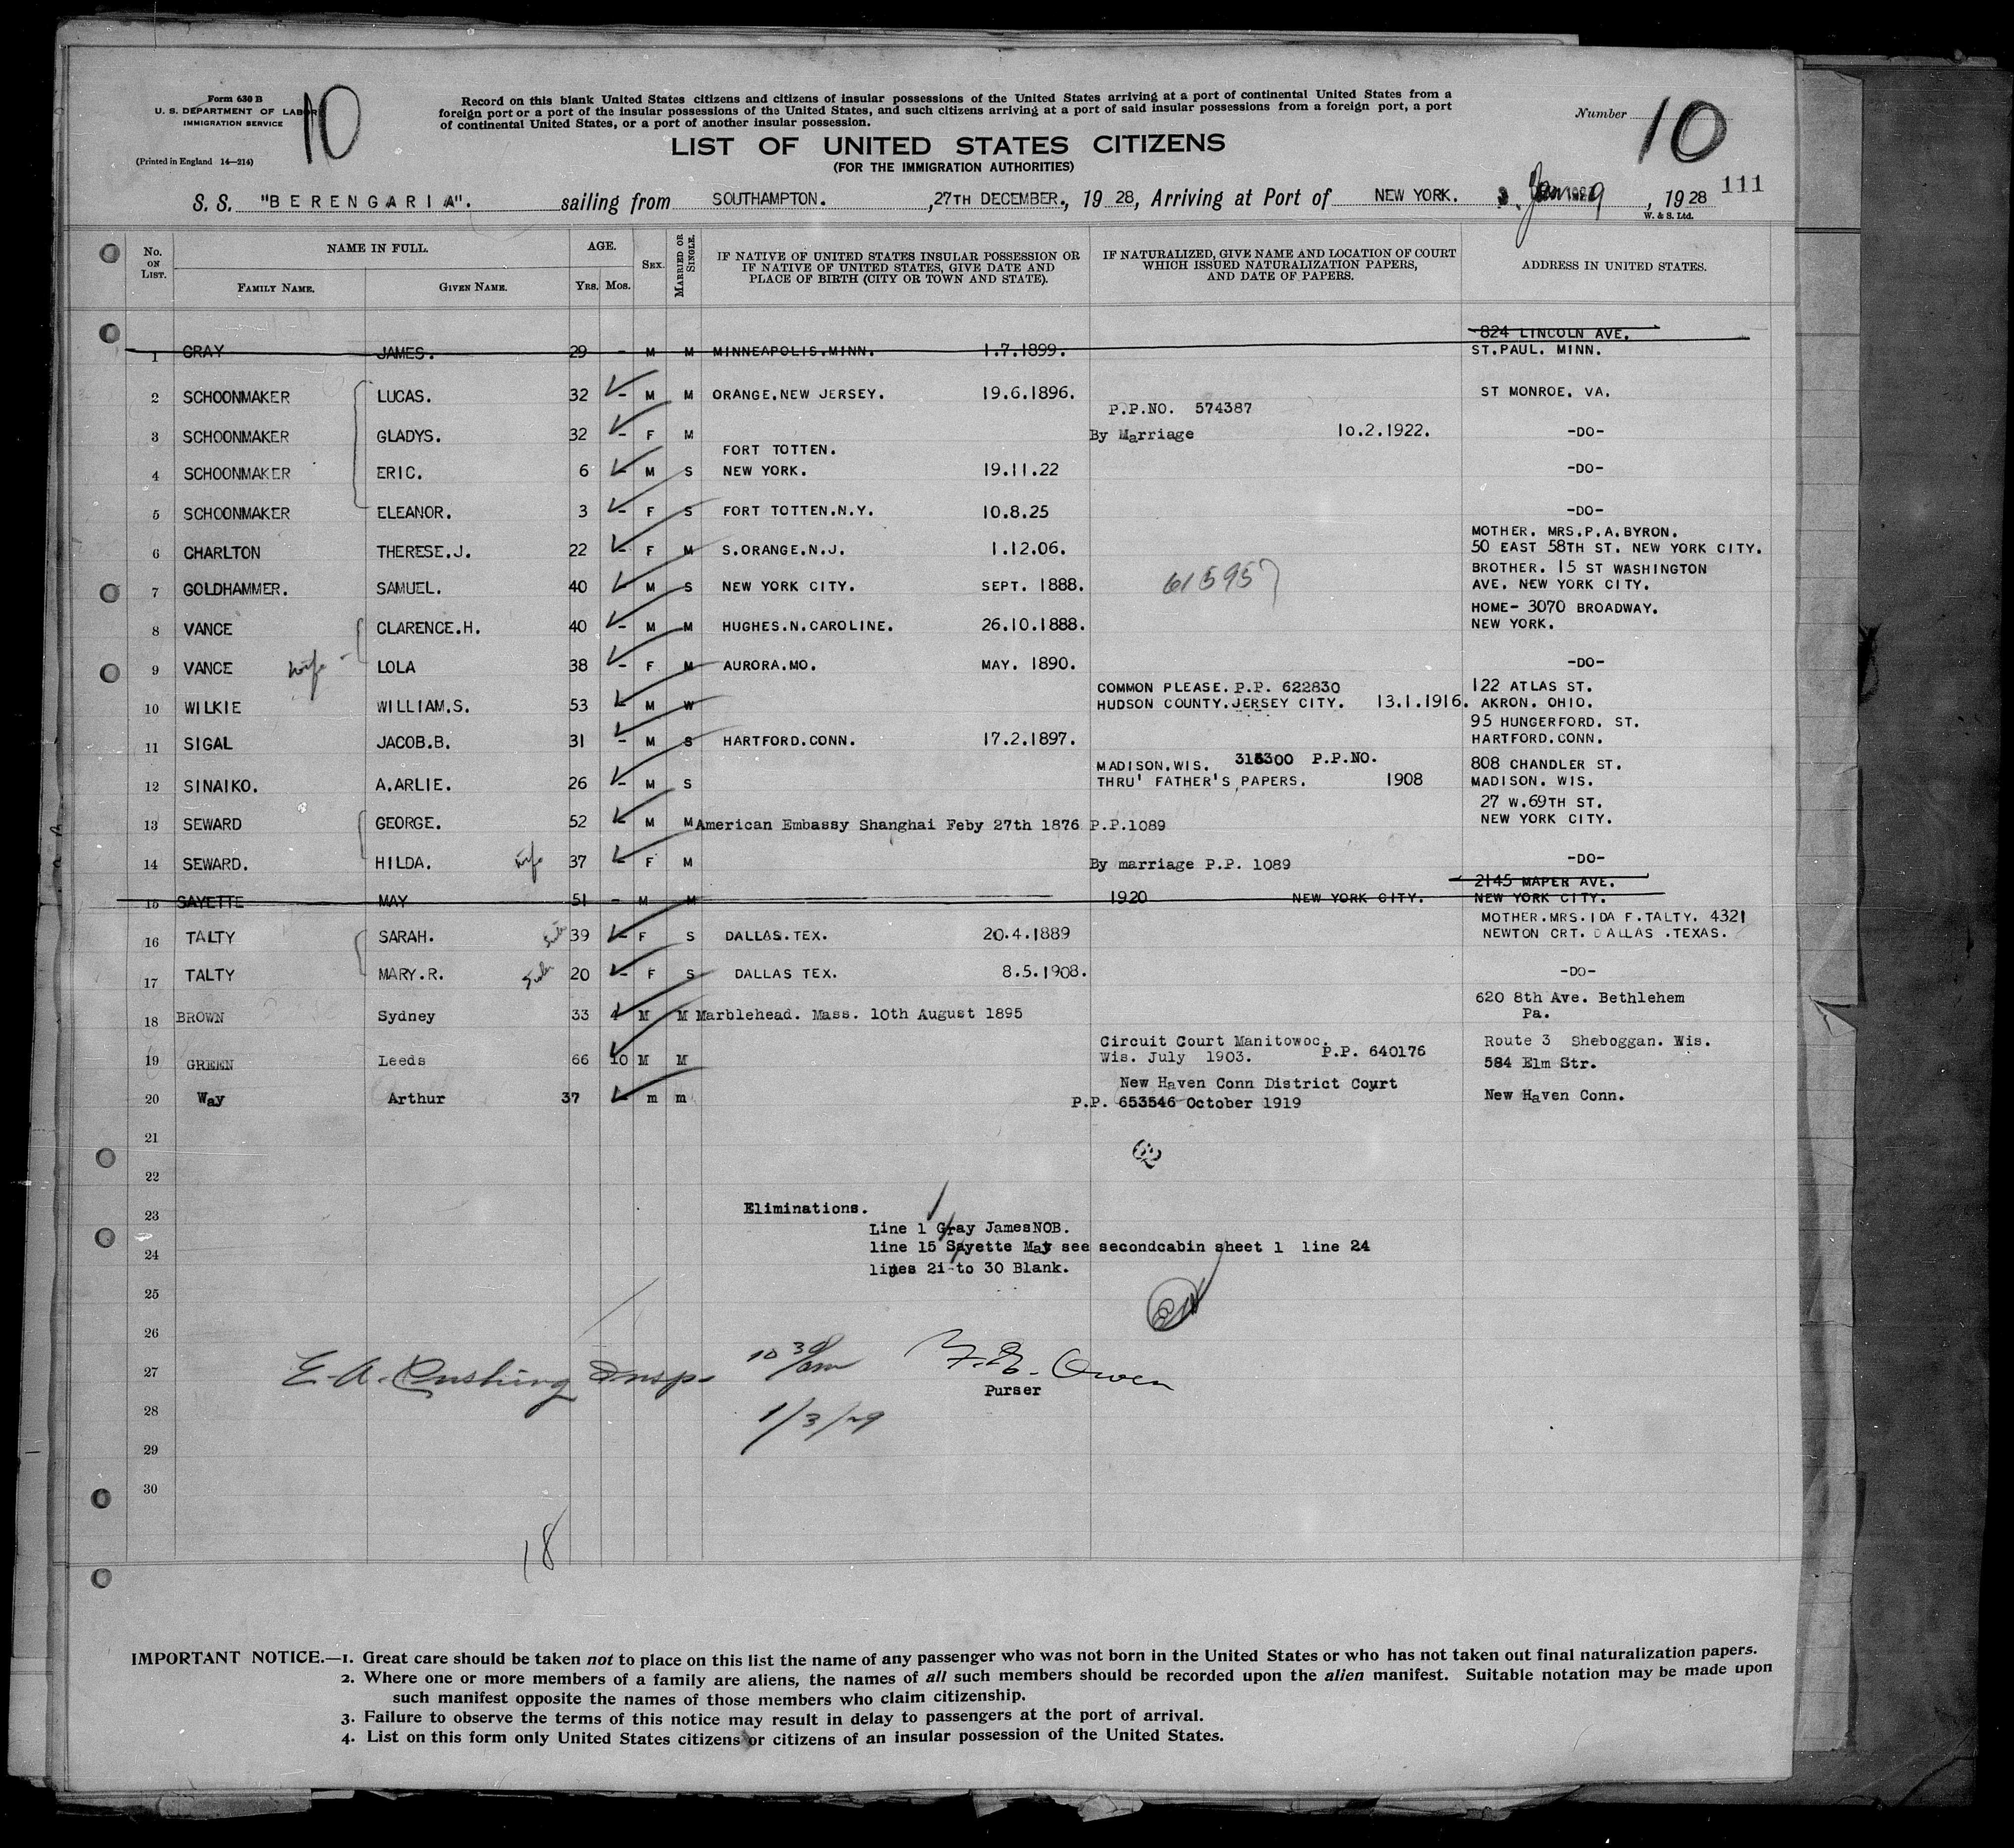 Form 630 B
U. S. DEPARTMENT OF LABOR
IMMIGRATION SERVICE
(Printed in England 14—214)
10
Record on this blank United States citizens and citizens of insular possessions of the United States arriving at a port of continental United States from a
foreign port or a port of the insular possessions of the United States, and such citizens arriving at a port of said insular possessions from a foreign port, a port
of continental United States, or a port of another insular possession.
Number 10
LIST OF UNITED STATES CITIZENS
(FOR THE IMMIGRATION AUTHORITIES)
S. S. "BERENGARIA". sailing from SOUTHAMPTON. , 27TH DECEMBER., 19 28, Arriving at Port of NEW YORK. 3. Jan 1929, 19 28 111
W. & S. Ltd.
No. ON LIST. NAME IN FULL. FAMILY NAME. GIVEN NAME. AGE. YRS. MOS. SEX. MARRIED OR SINGLE. IF NATIVE OF UNITED STATES INSULAR POSSESSION OR IF NATIVE OF UNITED STATES, GIVE DATE AND PLACE OF BIRTH (CITY OR TOWN AND STATE). IF NATURALIZED, GIVE NAME AND LOCATION OF COURT WHICH ISSUED NATURALIZATION PAPERS, AND DATE OF PAPERS. ADDRESS IN UNITED STATES.
824 LINCOLN AVE.
1 GRAY JAMES. 29 - M M MINNEAPOLIS.MINN. 1.7.1899. ST.PAUL. MINN.
2 SCHOONMAKER LUCAS. 32 - M M ORANGE.NEW JERSEY. 19.6.1896. ST MONROE. VA.
P.P.NO. 574387
3 SCHOONMAKER GLADYS. 32 - F M By Marriage 10.2.1922. -DO-
FORT TOTTEN.
4 SCHOONMAKER ERIC. 6 - M S NEW YORK. 19.11.22 -DO-
5 SCHOONMAKER ELEANOR. 3 - F S FORT TOTTEN.N.Y. 10.8.25 -DO-
MOTHER. MRS.P.A.BYRON.
6 CHARLTON THERESE.J. 22 - F M S.ORANGE.N.J. 1.12.06. 50 EAST 58TH ST. NEW YORK CITY.
BROTHER. 15 ST WASHINGTON
7 GOLDHAMMER. SAMUEL. 40 - M S NEW YORK CITY. SEPT. 1888. 615957 AVE. NEW YORK CITY.
HOME- 3070 BROADWAY.
8 VANCE CLARENCE.H. 40 - M M HUGHES.N.CAROLINE. 26.10.1888. NEW YORK.
9 VANCE wife LOLA 38 - F M AURORA.MO. MAY. 1890. -DO-
COMMON PLEASE. P.P. 622830 122 ATLAS ST.
10 WILKIE WILLIAM.S. 53 - M W HUDSON COUNTY.JERSEY CITY. 13.1.1916. AKRON. OHIO.
95 HUNGERFORD. ST.
11 SIGAL JACOB.B. 31 - M S HARTFORD.CONN. 17.2.1897. HARTFORD.CONN.
MADISON.WIS. P.P.NO. 808 CHANDLER ST.
12 SINAIKO. A.ARLIE. 26 - M S THRU' FATHER'S PAPERS. 1908 MADISON. WIS.
27 W.69TH ST.
13 SEWARD GEORGE. 52 - M M American Embassy Shanghai Feby 27th 1876 P.P.1089 NEW YORK CITY.
14 SEWARD. HILDA. wife 37 - F M By marriage P.P. 1089 -DO-
2145 MAPER AVE.
15 SAYETTE MAY 51 - M M 1920 NEW YORK CITY. NEW YORK CITY.
MOTHER.MRS.IDA F.TALTY. 4321
16 TALTY SARAH. 39 - F S DALLAS.TEX. 20.4.1889 NEWTON CRT. DALLAS .TEXAS.
17 TALTY MARY.R. 20 - F S DALLAS TEX. 8.5.1908. -DO-
620 8th Ave. Bethlehem
18 BROWN Sydney 33 4 M M Marblehead. Mass. 10th August 1895 Pa.
Circuit Court Manitowoc. Route 3 Sheboggan. Wis.
19 GREEN Leeds 66 10 M M Wis. July 1903. P.P. 640176
584 Elm Str.
New Haven Conn District Court
20 Way Arthur 37 - m m P.P. 653546 October 1919 New Haven Conn.
21
22
23 Eliminations.
Line 1 Gray James NOB.
24 line 15 Sayette May see secondcabin sheet 1 line 24
lines 21 to 30 Blank.
25
26
27 E. A. Cushing Insp. 10 30/am F. E. Owen
Purser
28 1/3/29
29
30
18
IMPORTANT NOTICE.—1. Great care should be taken not to place on this list the name of any passenger who was not born in the United States or who has not taken out final naturalization papers.
2. Where one or more members of a family are aliens, the names of all such members should be recorded upon the alien manifest. Suitable notation may be made upon
such manifest opposite the names of those members who claim citizenship.
3. Failure to observe the terms of this notice may result in delay to passengers at the port of arrival.
4. List on this form only United States citizens or citizens of an insular possession of the United States.